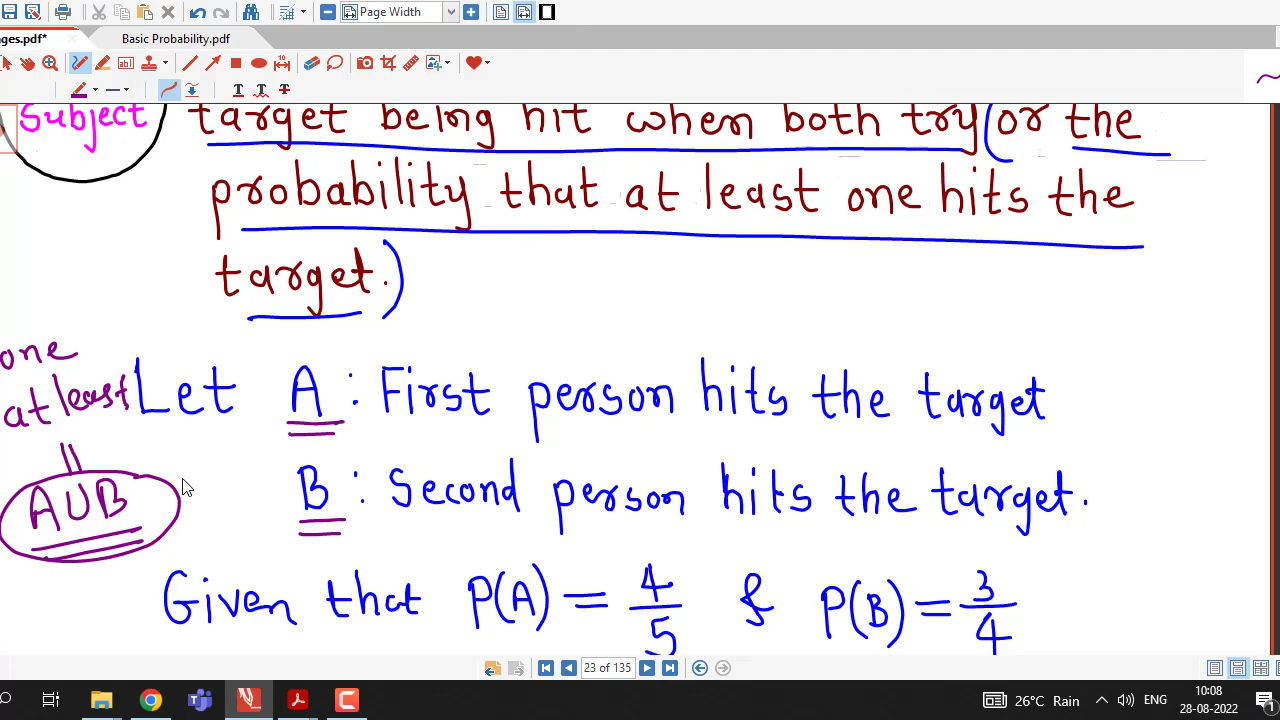 Page Width
ges.pdf*
Basic Probability.pdf
Subject
target being hit when both try (or the
probability that at least one hits the
target.)
one
at least
AUB
Let A : First person hits the target
B : Second person hits the target.
Given that P(A) = 4/5 & P(B) = 3/4
23 of 135
26°C Rain
ENG
10:08
28-08-2022
1